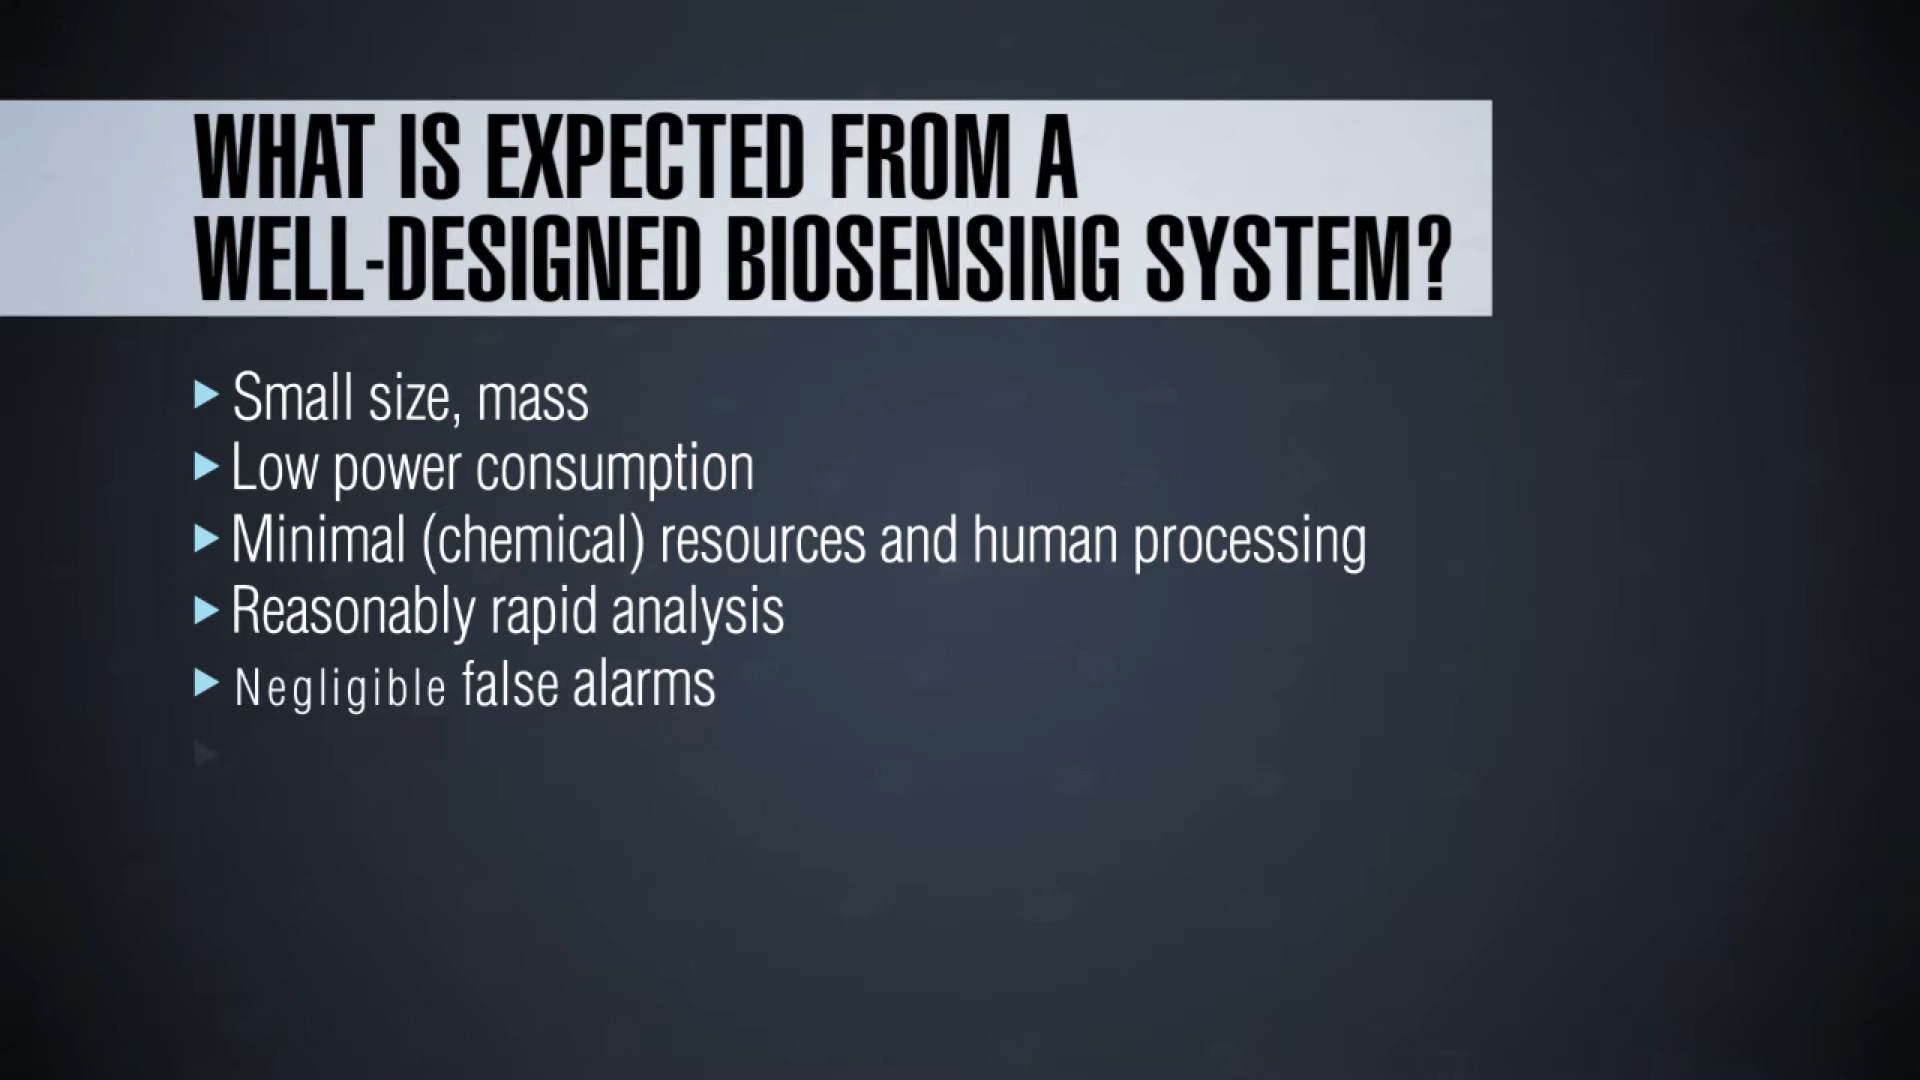 WHAT IS EXPECTED FROM A
WELL-DESIGNED BIOSENSING SYSTEM?
Small size, mass
Low power consumption
Minimal (chemical) resources and human processing
Reasonably rapid analysis
Negligible false alarms